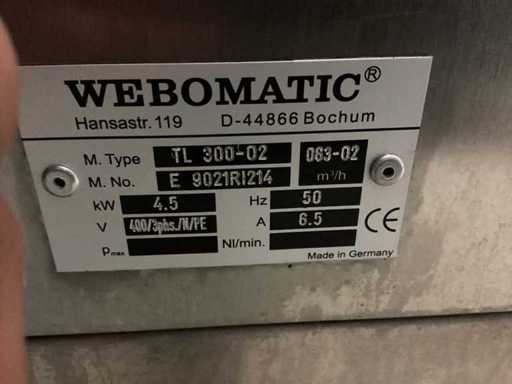 WEBOMATIC®
Hansastr. 119 D-44866 Bochum
M. Type TL 300-02 063-02
M. No. E 9021RI214 m³/h
kW 4.5 Hz 50
V 400/3phs./N/PE A 6.5 CE
Pmax Nl/min.
Made in Germany